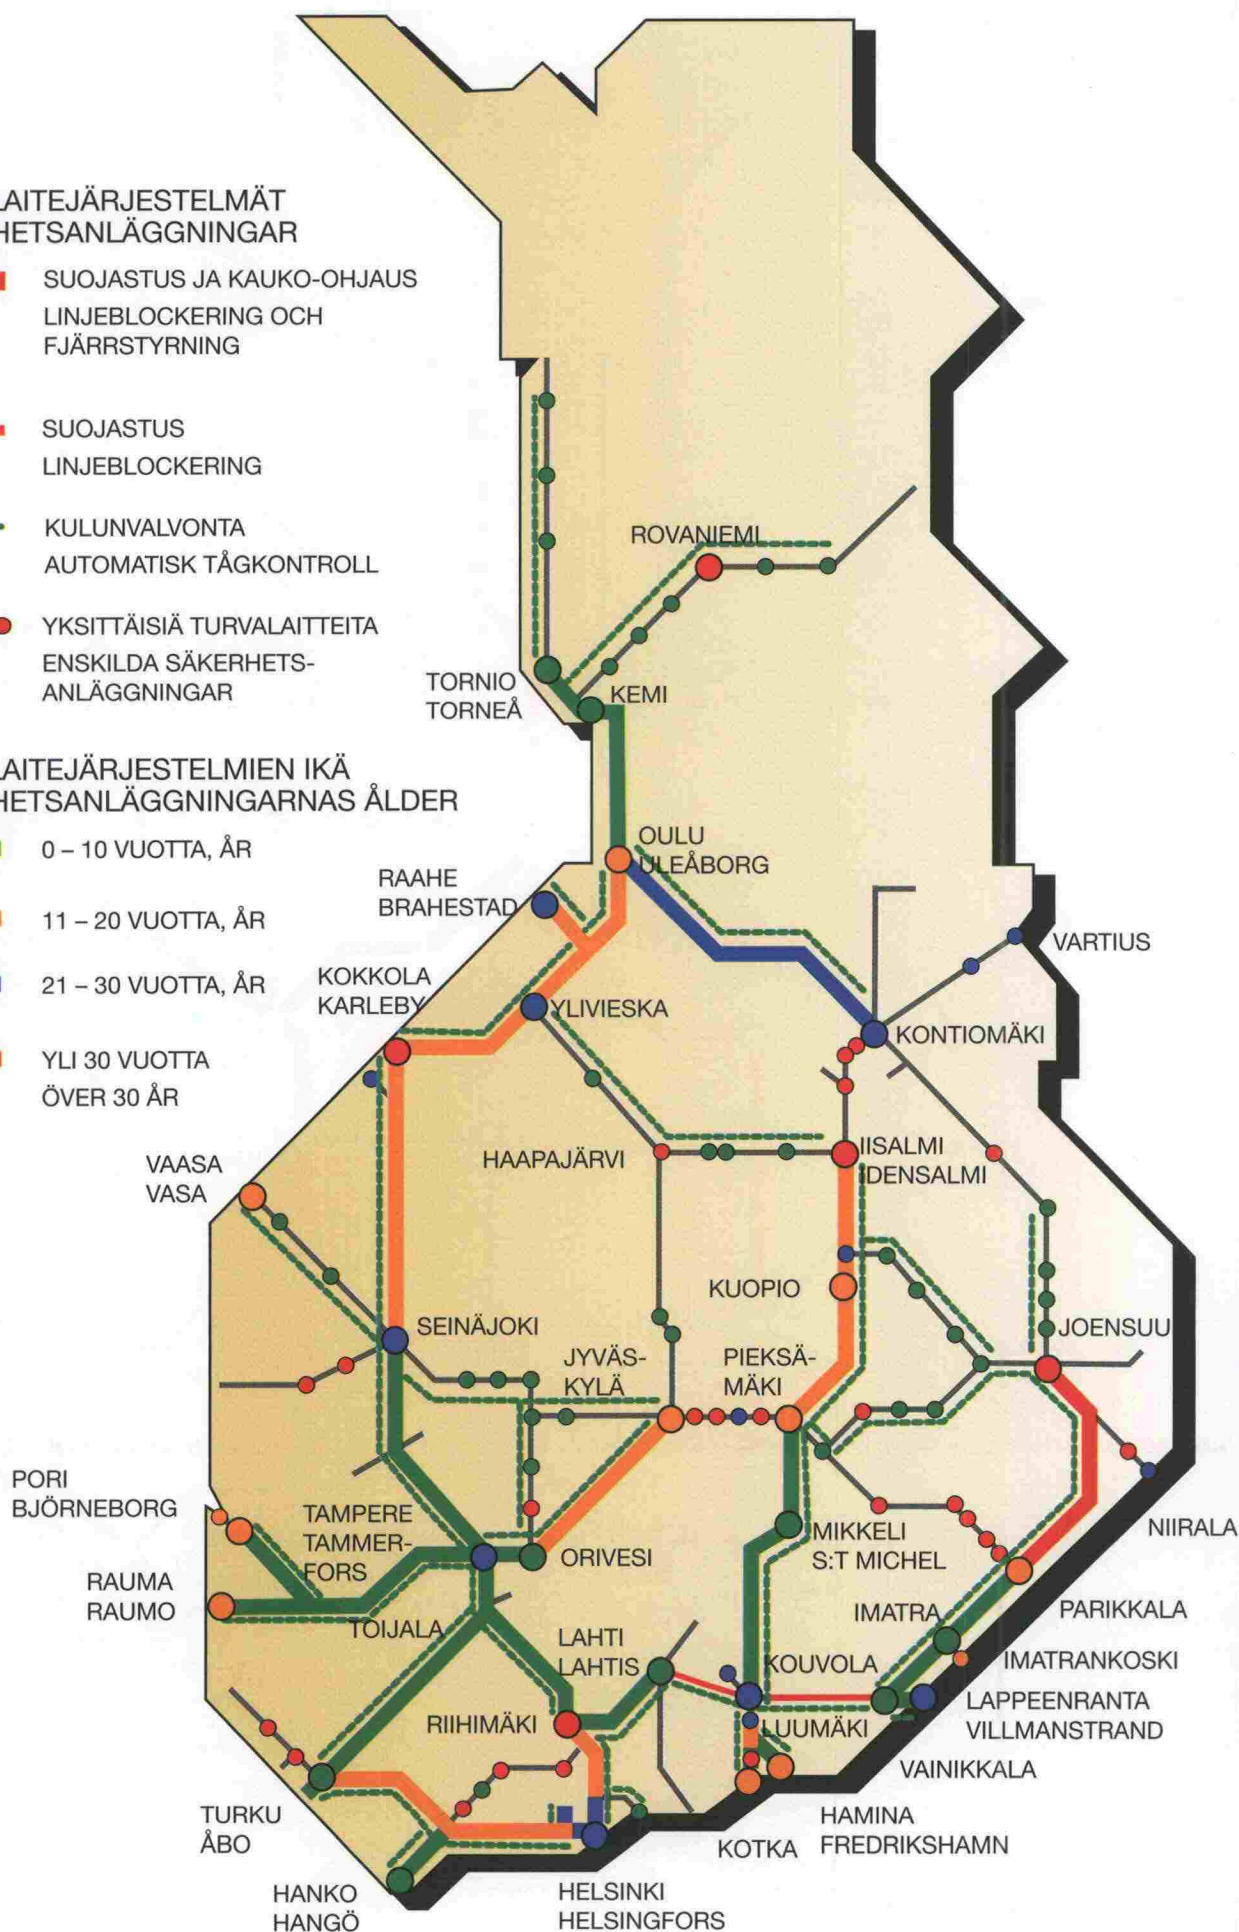 LAITEJÄRJESTELMÄT
HETSANLÄGGNINGAR
SUOJASTUS JA KAUKO-OHJAUS
LINJEBLOCKERING OCH
FJÄRRSTYRNING
SUOJASTUS
LINJEBLOCKERING
KULUNVALVONTA
AUTOMATISK TÅGKONTROLL
YKSITTÄISIÄ TURVALAITTEITA
ENSKILDA SÄKERHETS-
ANLÄGGNINGAR
LAITEJÄRJESTELMIEN IKÄ
HETSANLÄGGNINGARNAS ÅLDER
0 – 10 VUOTTA, ÅR
11 – 20 VUOTTA, ÅR
21 – 30 VUOTTA, ÅR
YLI 30 VUOTTA
ÖVER 30 ÅR
ROVANIEMI
TORNIO
TORNEÅ
KEMI
OULU
ULEÅBORG
RAAHE
BRAHESTAD
VARTIUS
KOKKOLA
KARLEBY
YLIVIESKA
KONTIOMÄKI
HAAPAJÄRVI
IISALMI
IDENSALMI
VAASA
VASA
KUOPIO
SEINÄJOKI
JOENSUU
JYVÄS-
KYLÄ
PIEKSÄ-
MÄKI
PORI
BJÖRNEBORG
TAMPERE
TAMMER-
FORS
ORIVESI
MIKKELI
S:T MICHEL
NIIRALA
RAUMA
RAUMO
TOIJALA
IMATRA
PARIKKALA
LAHTI
LAHTIS
KOUVOLA
IMATRANKOSKI
RIIHIMÄKI
LUUMÄKI
LAPPEENRANTA
VILLMANSTRAND
VAINIKKALA
TURKU
ÅBO
KOTKA
HAMINA
FREDRIKSHAMN
HANKO
HANGÖ
HELSINKI
HELSINGFORS